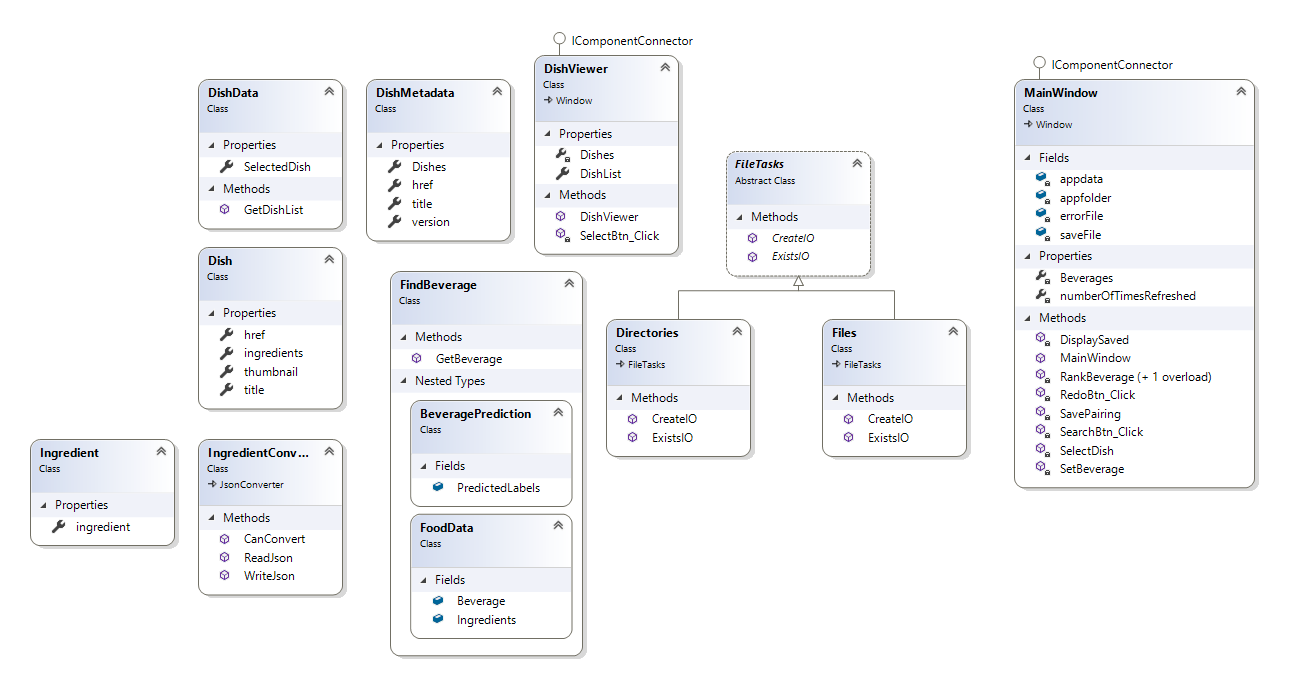 IComponentConnector
DishViewer
Class
Window
Properties
Dishes
DishList
Methods
DishViewer
SelectBtn_Click
IComponentConnector
MainWindow
Class
Window
Fields
appdata
appfolder
errorFile
saveFile
Properties
Beverages
numberOfTimesRefreshed
Methods
DisplaySaved
MainWindow
RankBeverage (+ 1 overload)
RedoBtn_Click
SavePairing
SearchBtn_Click
SelectDish
SetBeverage
DishData
Class
Properties
SelectedDish
Methods
GetDishList
DishMetadata
Class
Properties
Dishes
href
title
version
FileTasks
Abstract Class
Methods
CreateIO
ExistsIO
Dish
Class
Properties
href
ingredients
thumbnail
title
FindBeverage
Class
Methods
GetBeverage
Nested Types
BeveragePrediction
Class
Fields
PredictedLabels
FoodData
Class
Fields
Beverage
Ingredients
Directories
Class
FileTasks
Methods
CreateIO
ExistsIO
Files
Class
FileTasks
Methods
CreateIO
ExistsIO
Ingredient
Class
Properties
ingredient
IngredientConv...
Class
JsonConverter
Methods
CanConvert
ReadJson
WriteJson